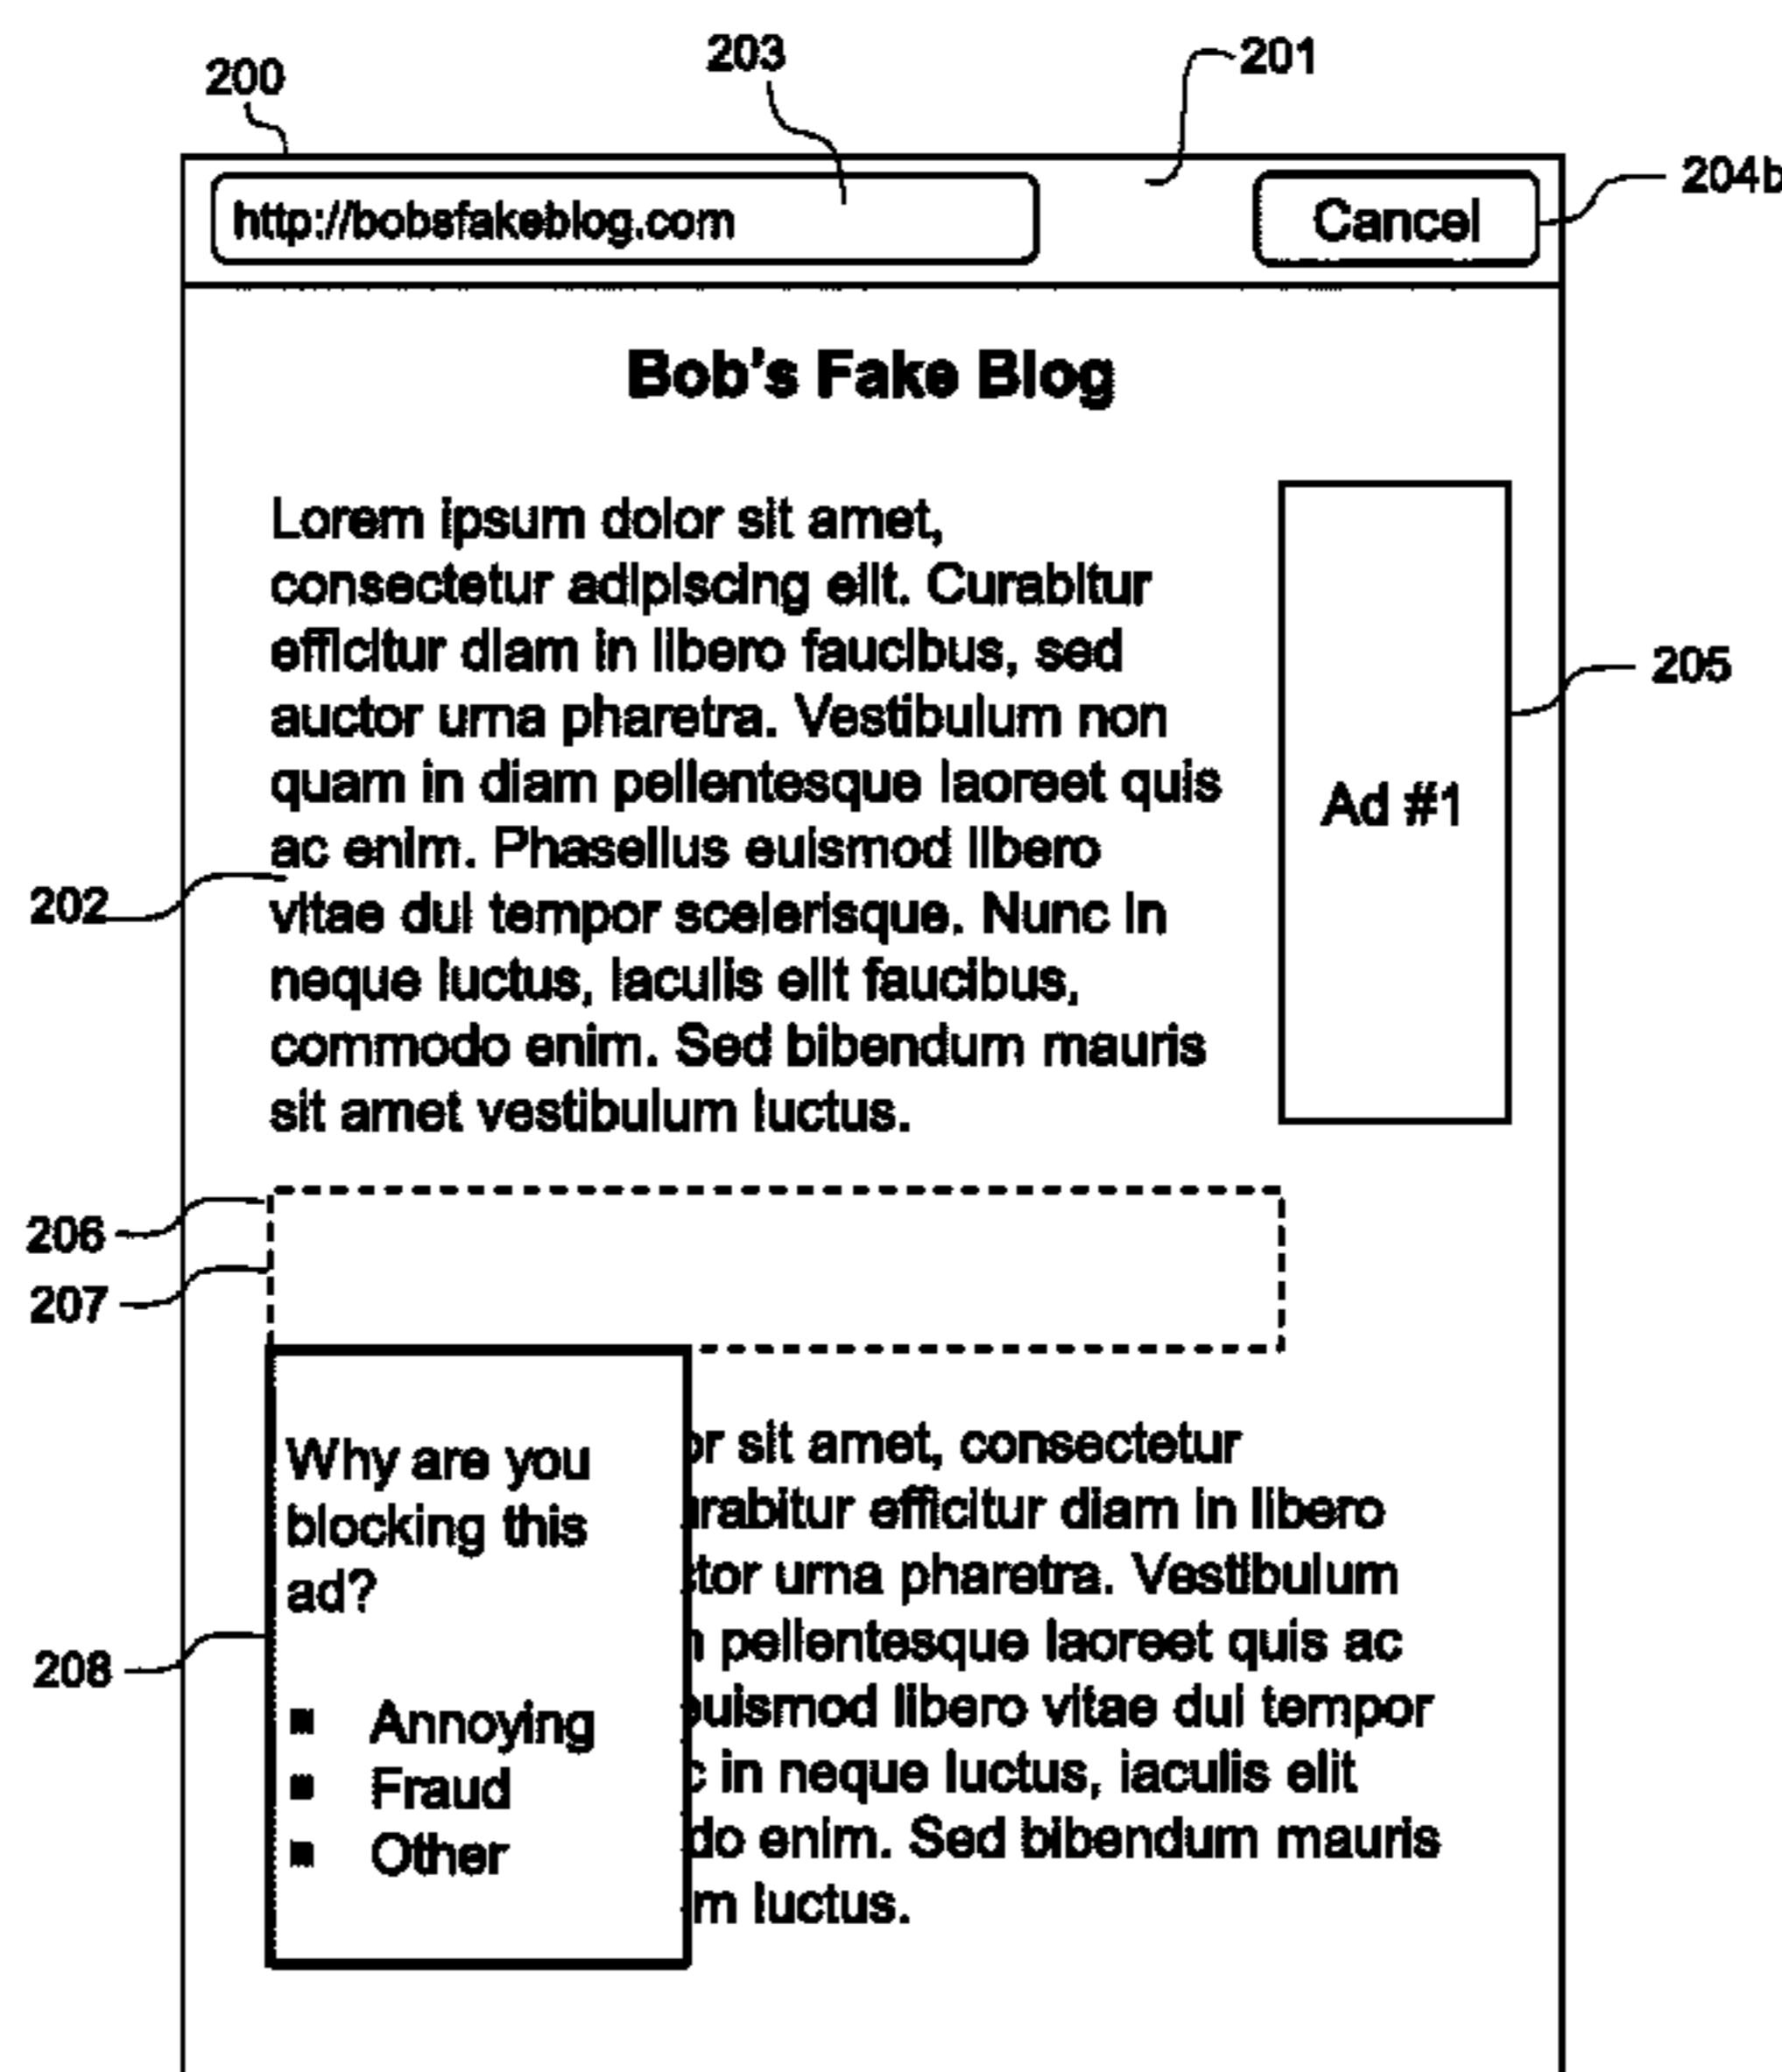 200
203
201
http://bobsfakeblog.com
Cancel
204b
Bob's Fake Blog
Lorem ipsum dolor sit amet,
consectetur adipiscing elit. Curabitur
efficitur diam in libero faucibus, sed
auctor urna pharetra. Vestibulum non
quam in diam pellentesque laoreet quis
ac enim. Phasellus euismod libero
vitae dui tempor scelerisque. Nunc in
neque luctus, iaculis elit faucibus,
commodo enim. Sed bibendum mauris
sit amet vestibulum luctus.
Ad #1
205
202
206
207
208
Why are you
blocking this
ad?
■ Annoying
■ Fraud
■ Other
or sit amet, consectetur
rabitur efficitur diam in libero
tor urna pharetra. Vestibulum
pellentesque laoreet quis ac
uismod libero vitae dui tempor
c in neque luctus, iaculis elit
do enim. Sed bibendum mauris
m luctus.